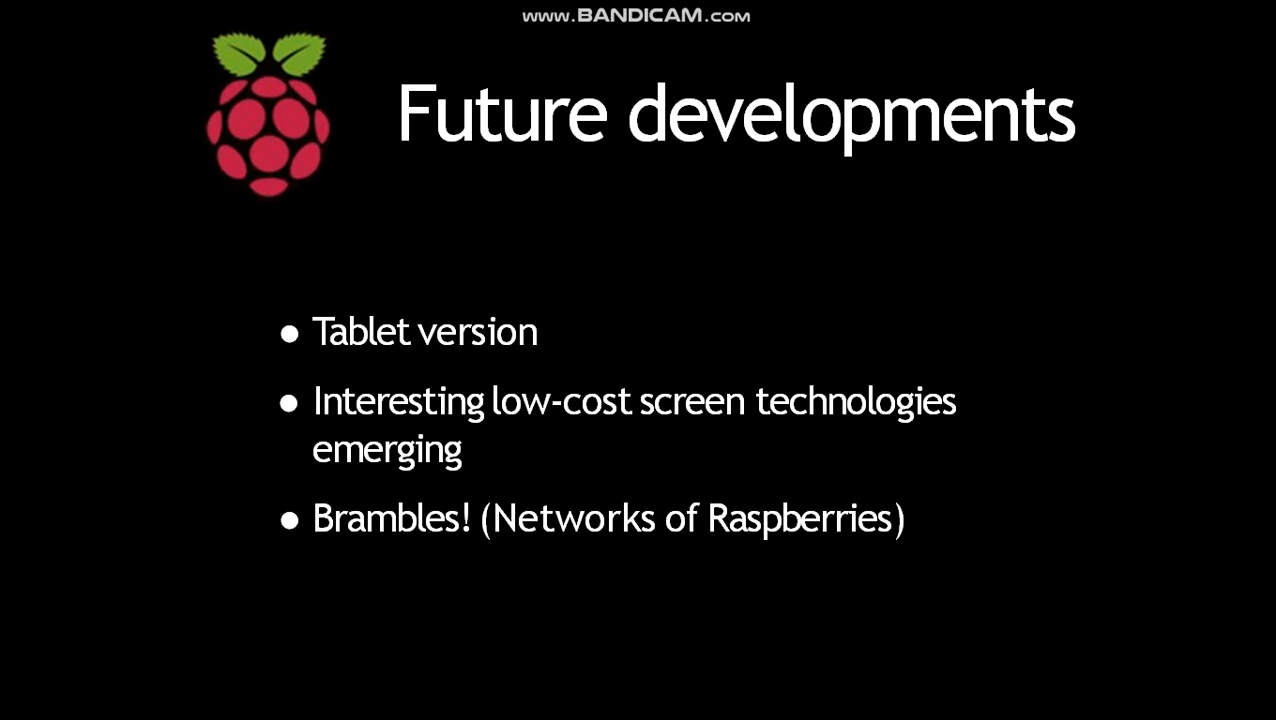 www.BANDICAM.com
Future developments
● Tablet version
● Interesting low-cost screen technologies
emerging
● Brambles! (Networks of Raspberries)